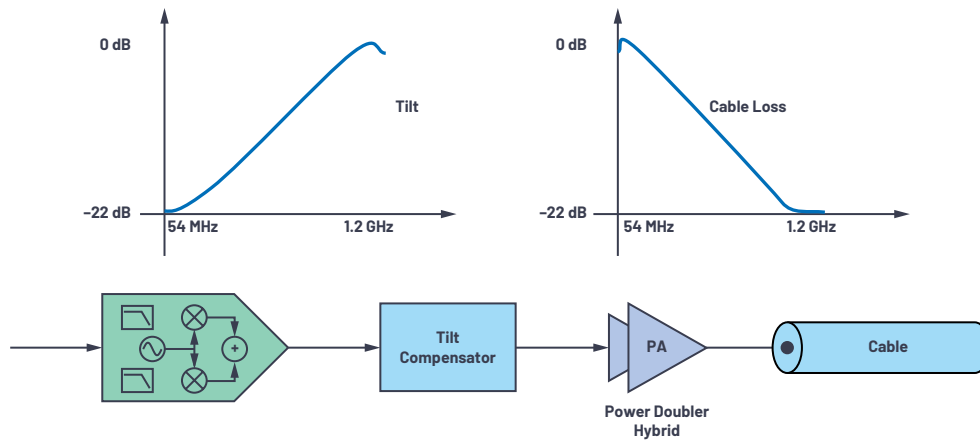 0 dB
Tilt
–22 dB
54 MHz
1.2 GHz
0 dB
Cable Loss
–22 dB
54 MHz
1.2 GHz
+
Tilt
Compensator
PA
Power Doubler
Hybrid
Cable